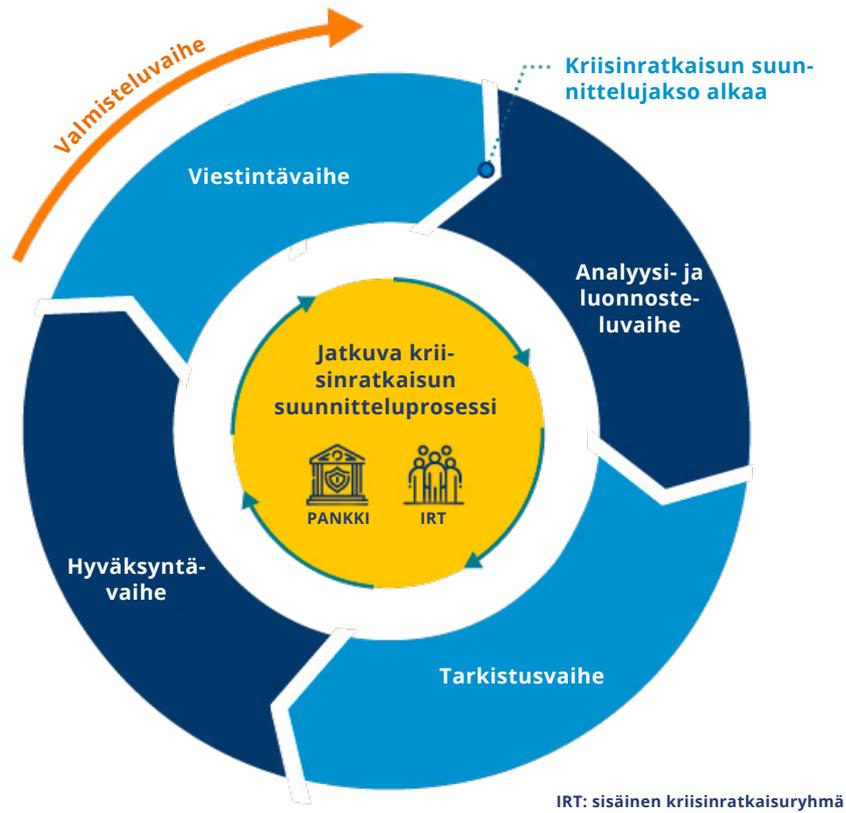 Valmisteluvaihe
Kriisinratkaisun suun-
nittelujakso alkaa
Viestintävaihe
Analyysi- ja
luonnoste-
luvaihe
Jatkuva krii-
sinratkaisun
suunnitteluprosessi
PANKKI
IRT
Hyväksyntä-
vaihe
Tarkistusvaihe
IRT: sisäinen kriisinratkaisuryhmä